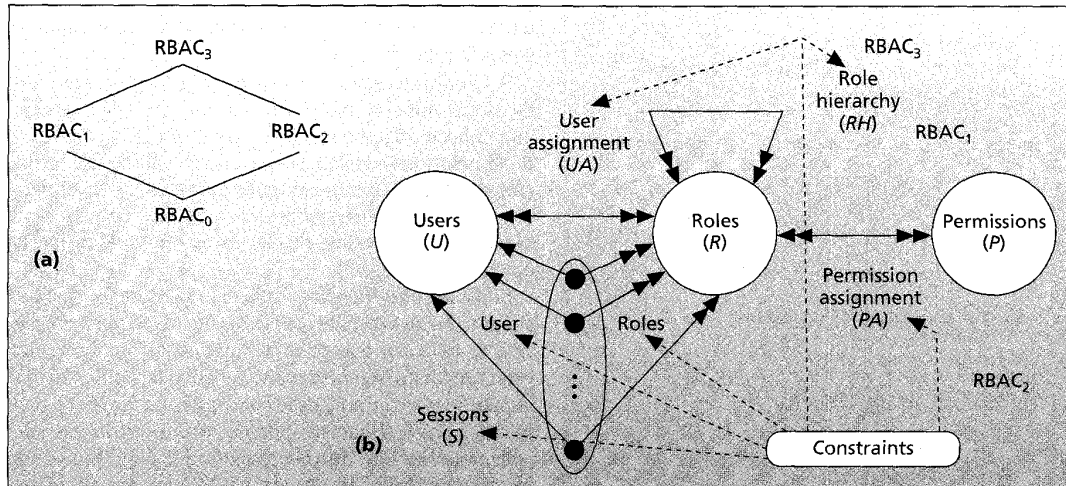 RBAC₃
RBAC₁
RBAC₂
RBAC₀
(a)
RBAC₃
Role
hierarchy
(RH)
RBAC₁
User
assignment
(UA)
Users
(U)
Roles
(R)
Permissions
(P)
Permission
assignment
(PA)
User
Roles
RBAC₂
Sessions
(S)
(b)
Constraints